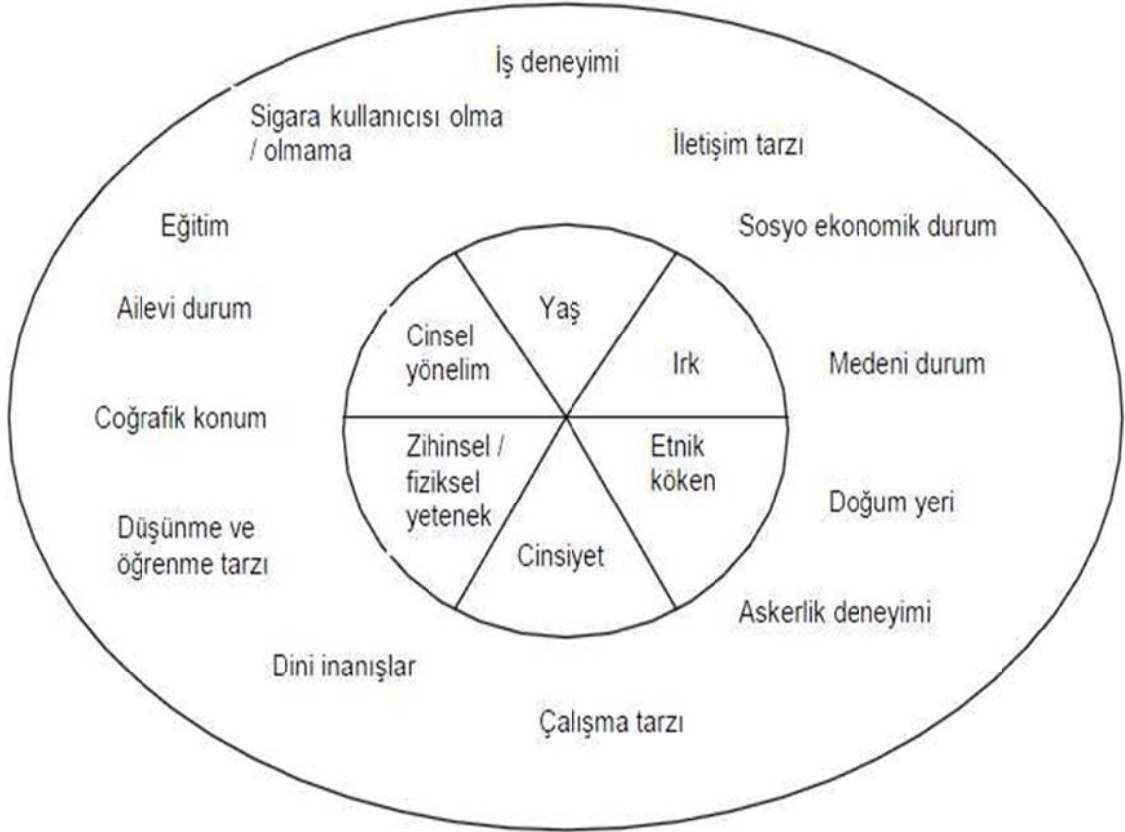 İş deneyimi
Sigara kullanıcısı olma
/ olmama
İletişim tarzı
Eğitim
Sosyo ekonomik durum
Ailevi durum
Yaş
Cinsel
yönelim
Irk
Medeni durum
Coğrafik konum
Zihinsel /
fiziksel
yetenek
Etnik
köken
Doğum yeri
Düşünme ve
öğrenme tarzı
Cinsiyet
Askerlik deneyimi
Dini inanışlar
Çalışma tarzı